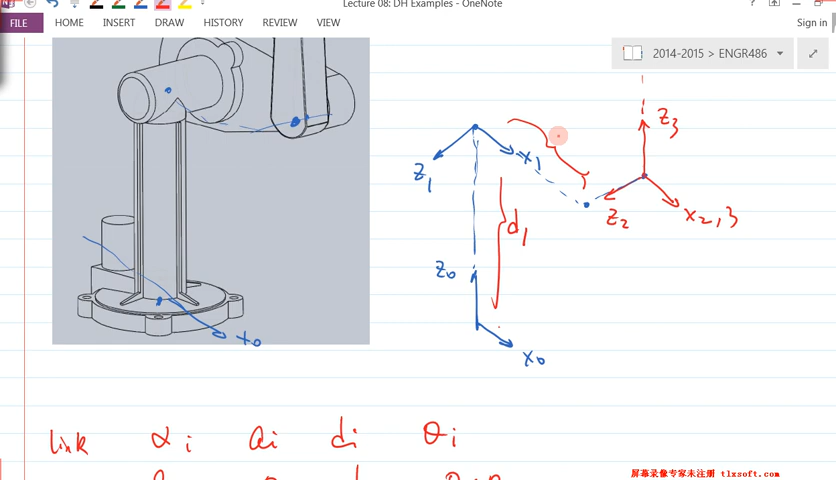 Lecture 08: DH Examples - OneNote
FILE HOME INSERT DRAW HISTORY REVIEW VIEW Sign in
2014-2015 > ENGR486
z3
x1
z1
x2,3
z2
d1
z0
x0
x0
link αi ai di θi
屏幕录像专家未注册 tlxsoft.com